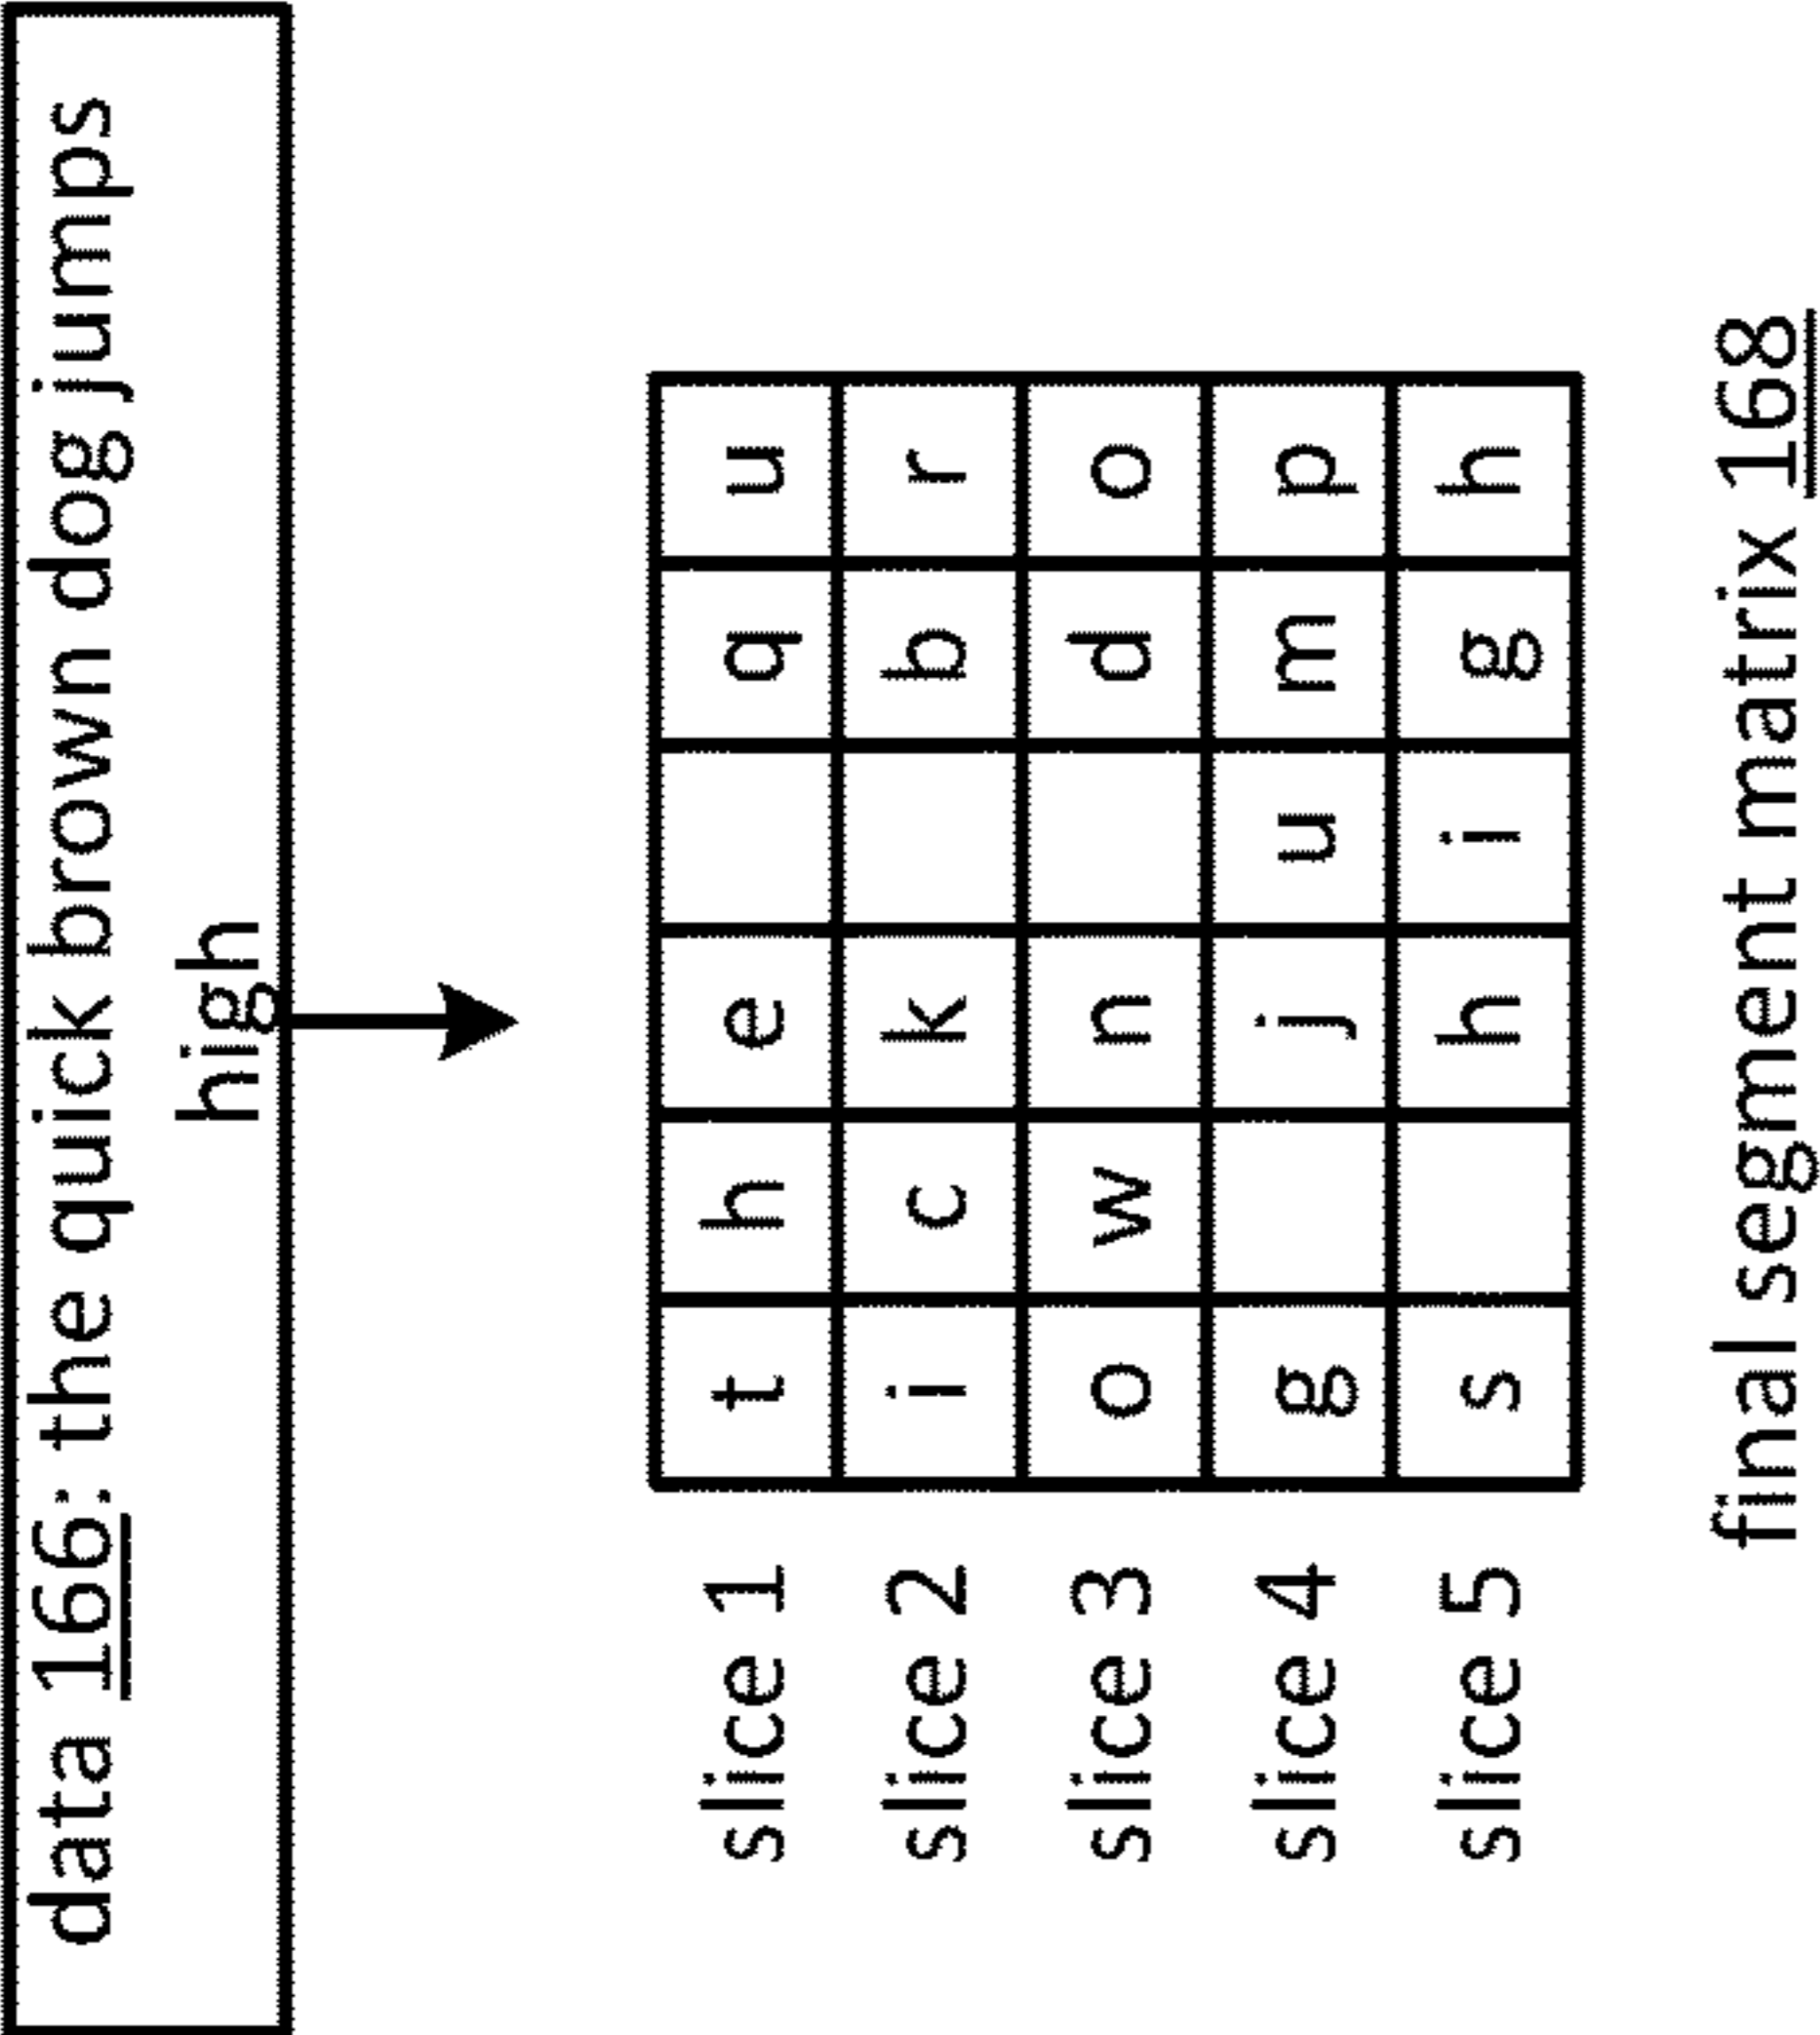 data 166: the quick brown dog jumps
high
slice 1 t h e q u
slice 2 i c k b r
slice 3 o w n d o
slice 4 g j u m p
slice 5 s h i g h
final segment matrix 168